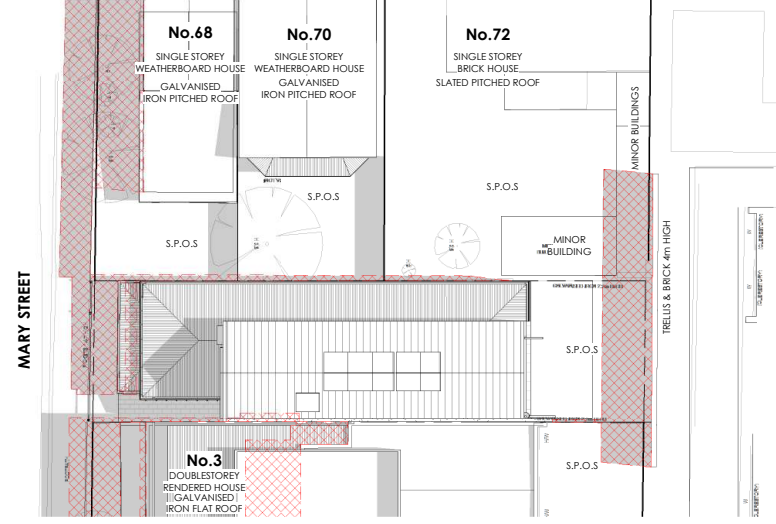 No.68
SINGLE STOREY
WEATHERBOARD HOUSE
GALVANISED
IRON PITCHED ROOF
No.70
SINGLE STOREY
WEATHERBOARD HOUSE
GALVANISED
IRON PITCHED ROOF
No.72
SINGLE STOREY
BRICK HOUSE
SLATED PITCHED ROOF
MINOR BUILDINGS
S.P.O.S
S.P.O.S
S.P.O.S
MINOR
BUILDING
MARY STREET
TRELLIS & BRICK 4m HIGH
S.P.O.S
No.3
DOUBLESTOREY
RENDERED HOUSE
GALVANISED
IRON FLAT ROOF
S.P.O.S